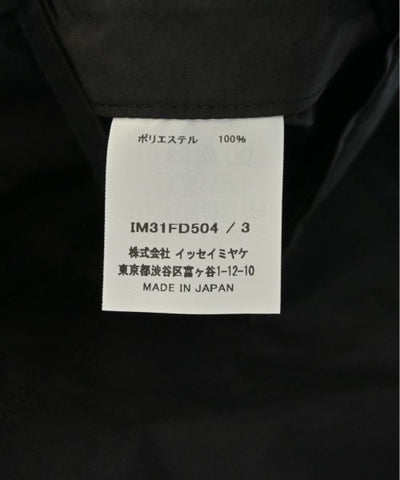 ポリエステル 100%
IM31FD504 / 3
株式会社 イッセイミヤケ
東京都渋谷区富ヶ谷1-12-10
MADE IN JAPAN